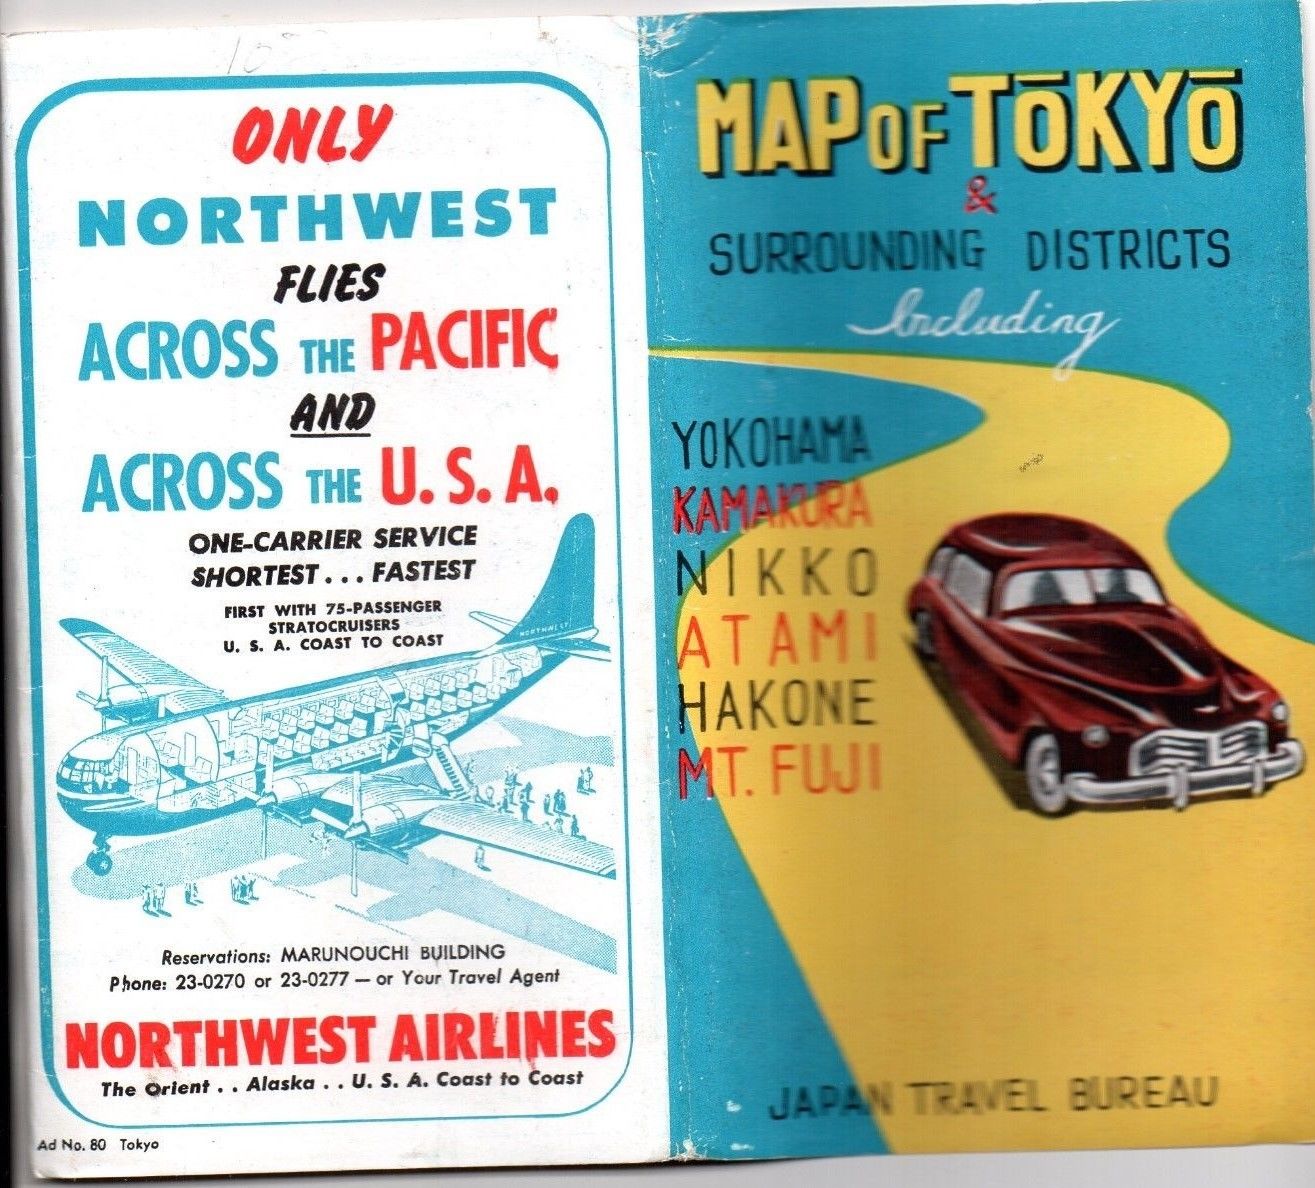 ONLY
NORTHWEST
FLIES
ACROSS THE PACIFIC
AND
ACROSS THE U. S. A.
ONE-CARRIER SERVICE
SHORTEST . . . FASTEST
FIRST WITH 75-PASSENGER
STRATOCRUISERS
U. S. A. COAST TO COAST
NORTHWEST
Reservations: MARUNOUCHI BUILDING
Phone: 23-0270 or 23-0277 — or Your Travel Agent
NORTHWEST AIRLINES
The Orient . . Alaska . . U. S. A. Coast to Coast
Ad No. 80 Tokyo
MAP OF TŌKYŌ
&
SURROUNDING DISTRICTS
Including
YOKOHAMA
KAMAKURA
NIKKO
ATAMI
HAKONE
MT. FUJI
JAPAN TRAVEL BUREAU